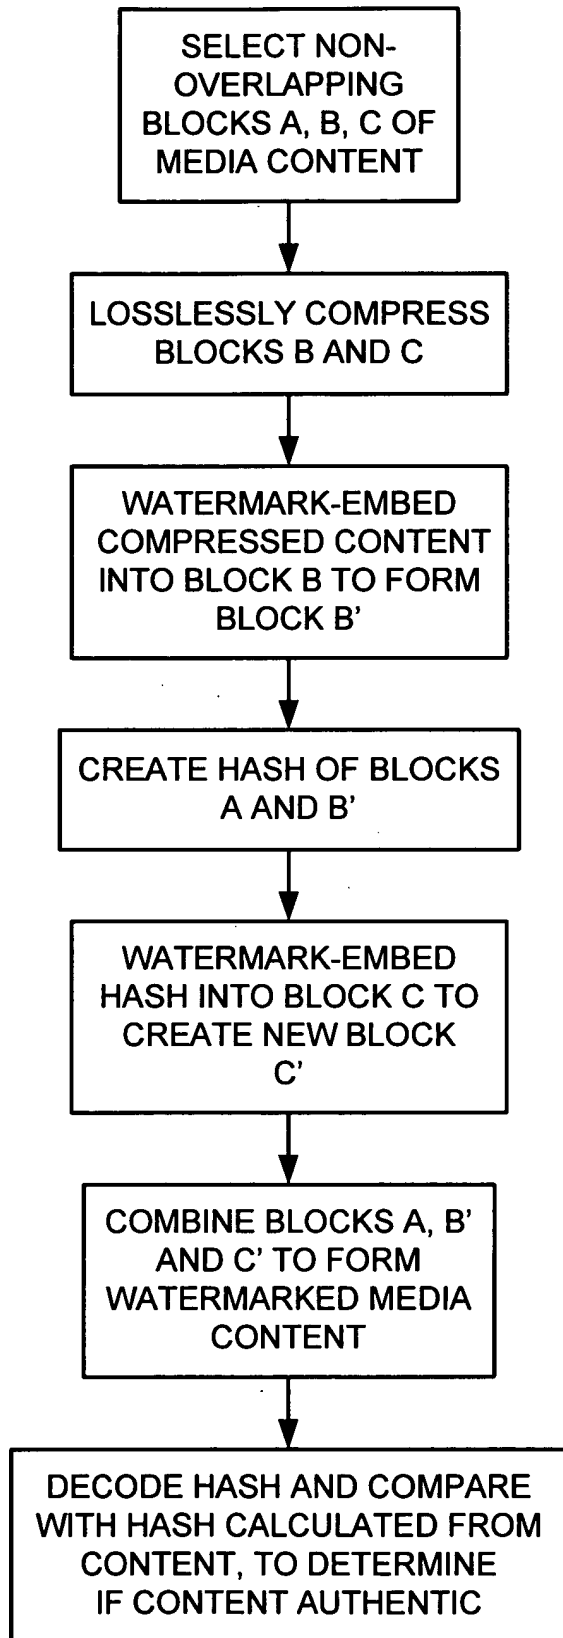 SELECT NON-
OVERLAPPING
BLOCKS A, B, C OF
MEDIA CONTENT
LOSSLESSLY COMPRESS
BLOCKS B AND C
WATERMARK-EMBED
COMPRESSED CONTENT
INTO BLOCK B TO FORM
BLOCK B'
CREATE HASH OF BLOCKS
A AND B'
WATERMARK-EMBED
HASH INTO BLOCK C TO
CREATE NEW BLOCK
C'
COMBINE BLOCKS A, B'
AND C' TO FORM
WATERMARKED MEDIA
CONTENT
DECODE HASH AND COMPARE
WITH HASH CALCULATED FROM
CONTENT, TO DETERMINE
IF CONTENT AUTHENTIC